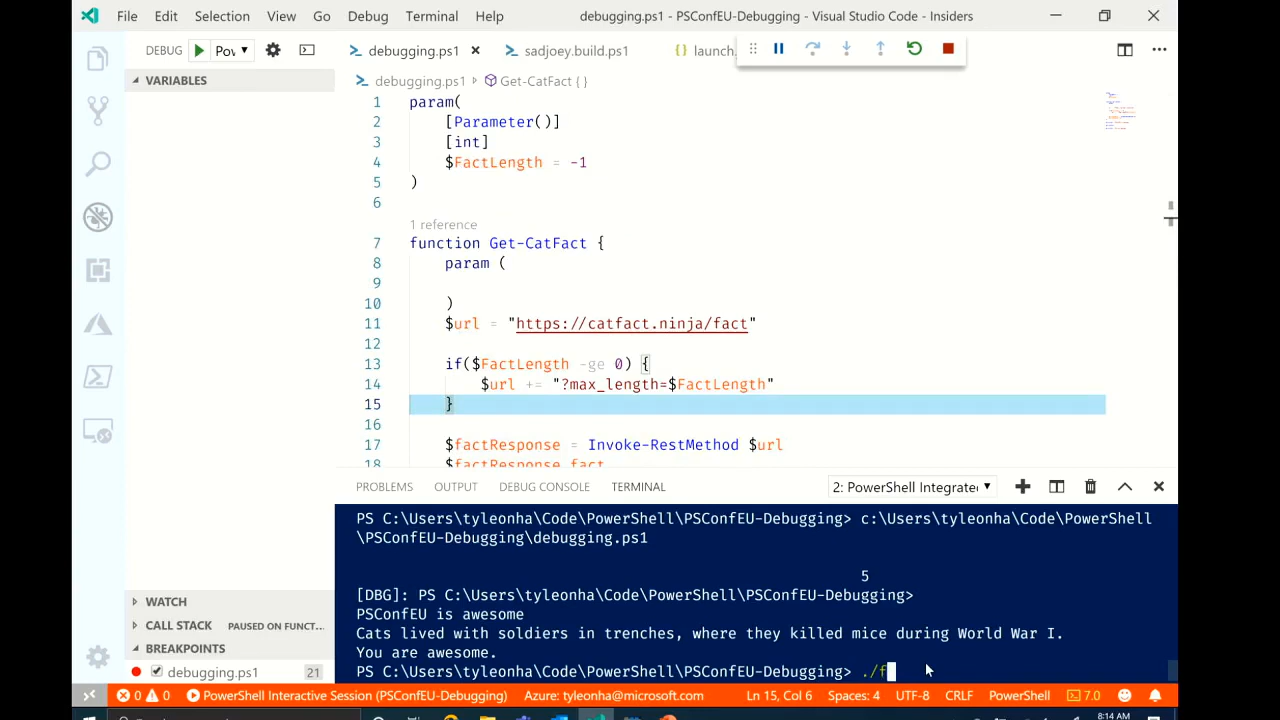 File Edit Selection View Go Debug Terminal Help debugging.ps1 - PSConfEU-Debugging - Visual Studio Code - Insiders
DEBUG Pov debugging.ps1 sadjoey.build.ps1 {} launch.
VARIABLES
debugging.ps1 Get-CatFact { }
1 param(
2 [Parameter()]
3 [int]
4 $FactLength = -1
5 )
6
1 reference
7 function Get-CatFact {
8 param (
9
10 )
11 $url = "https://catfact.ninja/fact"
12
13 if($FactLength -ge 0) {
14 $url += "?max_length=$FactLength"
15 }
16
17 $factResponse = Invoke-RestMethod $url
18 $factResponse.fact
PROBLEMS OUTPUT DEBUG CONSOLE TERMINAL 2: PowerShell Integrate
PS C:\Users\tyleonha\Code\PowerShell\PSConfEU-Debugging> c:\Users\tyleonha\Code\PowerShell
\PSConfEU-Debugging\debugging.ps1
5
[DBG]: PS C:\Users\tyleonha\Code\PowerShell\PSConfEU-Debugging>
PSConfEU is awesome
Cats lived with soldiers in trenches, where they killed mice during World War I.
You are awesome.
PS C:\Users\tyleonha\Code\PowerShell\PSConfEU-Debugging> ./f
WATCH
CALL STACK PAUSED ON FUNCT...
BREAKPOINTS
debugging.ps1 21
0 0 PowerShell Interactive Session (PSConfEU-Debugging) Azure: tyleonha@microsoft.com Ln 15, Col 6 Spaces: 4 UTF-8 CRLF PowerShell 7.0